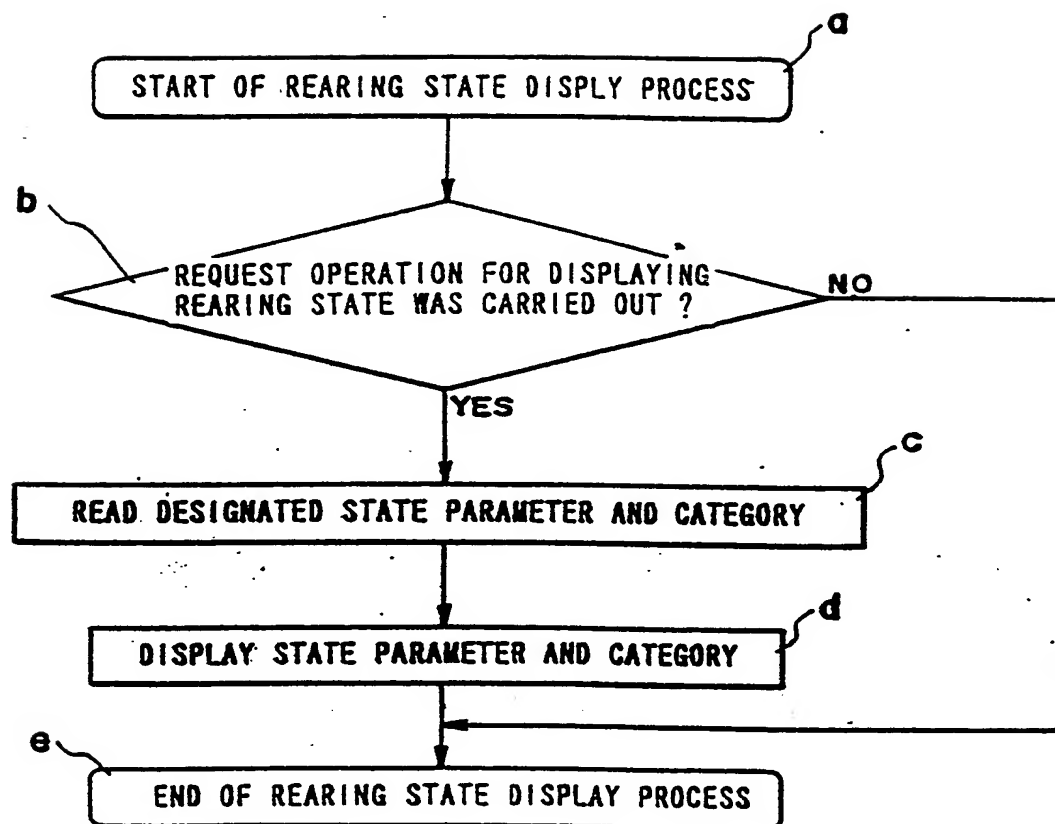 a
START OF REARING STATE DISPLY PROCESS
b
REQUEST OPERATION FOR DISPLAYING
REARING STATE WAS CARRIED OUT ?
NO
YES
c
READ DESIGNATED STATE PARAMETER AND CATEGORY
d
DISPLAY STATE PARAMETER AND CATEGORY
e
END OF REARING STATE DISPLAY PROCESS